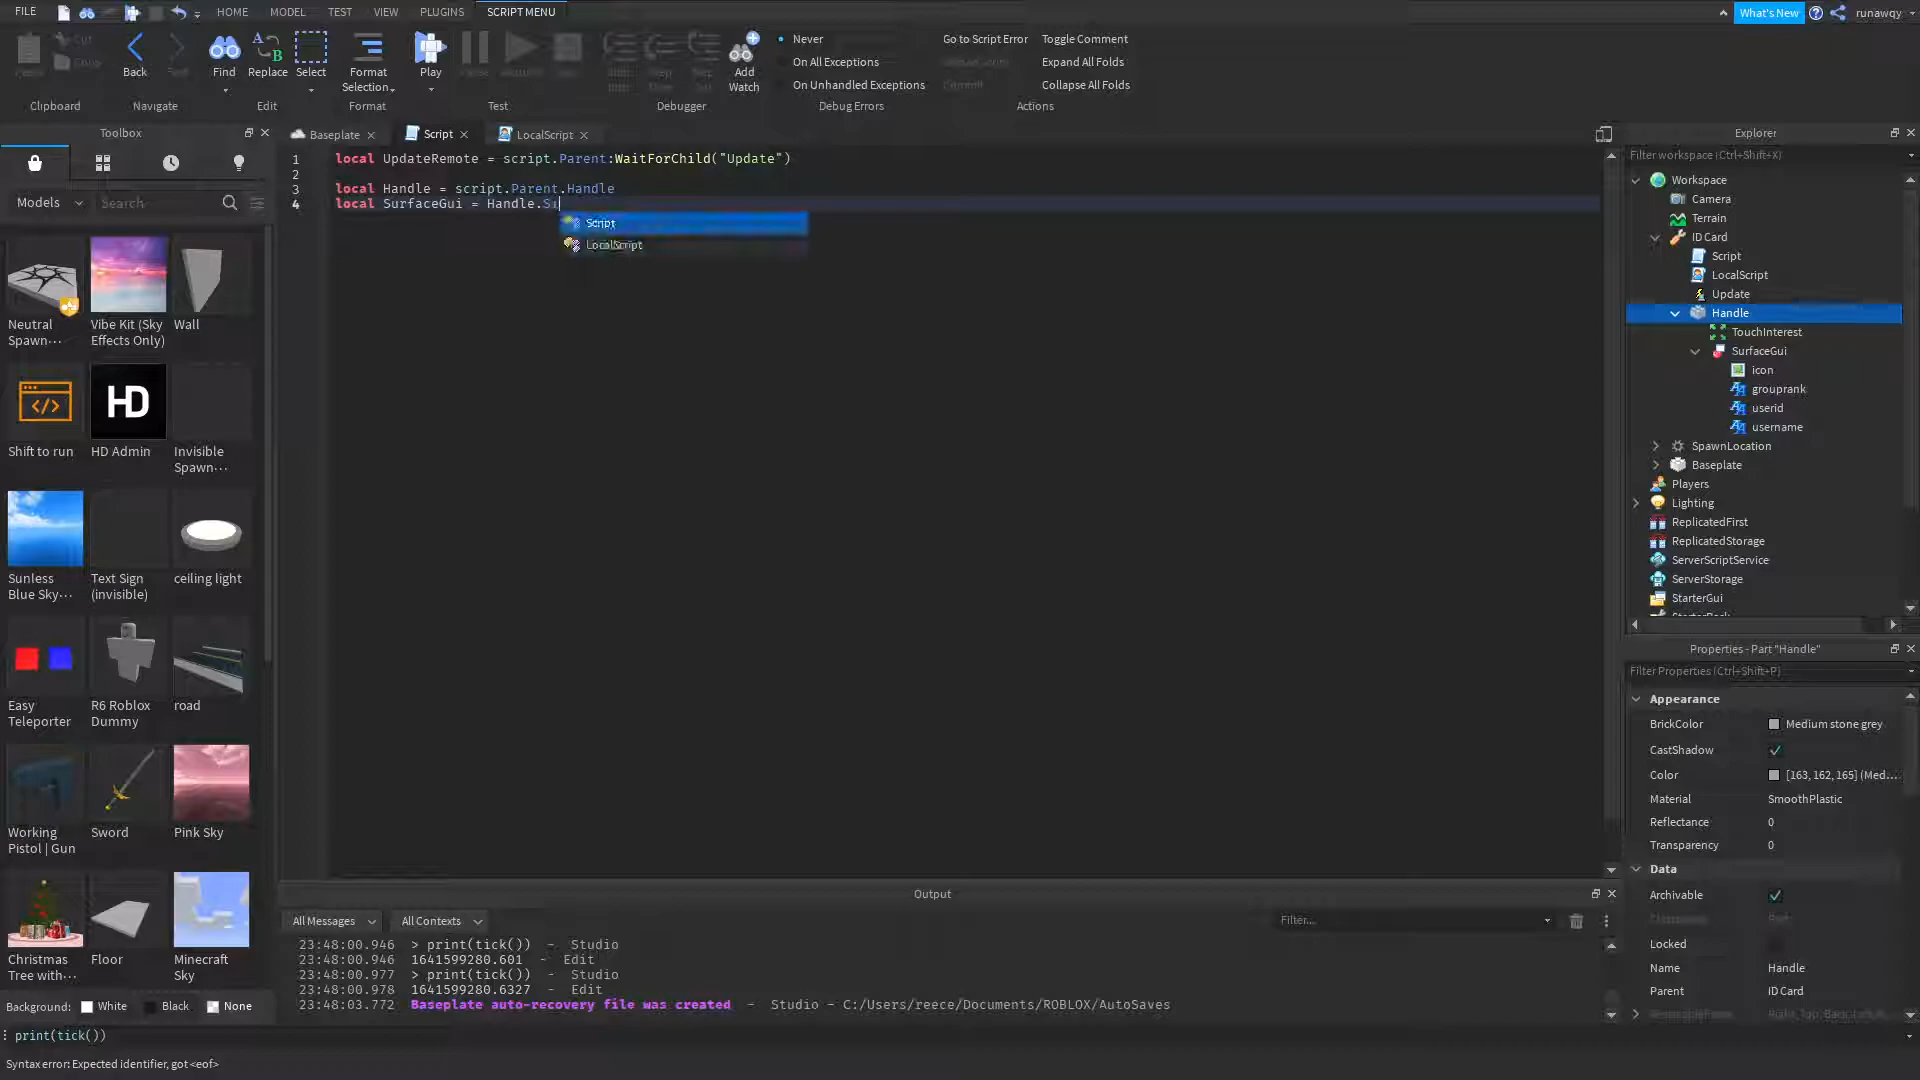 FILE
HOME
MODEL
TEST
VIEW
PLUGINS
SCRIPT MENU
What's New
runawqy
Cut
Back
Find
Replace
Select
Format
Selection
Play
Add
Watch
Never
On All Exceptions
On Unhandled Exceptions
Go to Script Error
Toggle Comment
Expand All Folds
Collapse All Folds
Clipboard
Navigate
Edit
Format
Test
Debugger
Debug Errors
Actions
Toolbox
Baseplate
Script
LocalScript
Explorer
Models
Search
Neutral
Spawn···
Vibe Kit (Sky
Effects Only)
Wall
Shift to run
HD
HD Admin
Invisible
Spawn···
Sunless
Blue Sky···
Text Sign
(invisible)
ceiling light
Easy
Teleporter
R6 Roblox
Dummy
road
Working
Pistol | Gun
Sword
Pink Sky
Christmas
Tree with···
Floor
Minecraft
Sky
Background:
White
Black
None
1 local UpdateRemote = script.Parent:WaitForChild("Update")
2
3 local Handle = script.Parent.Handle
4 local SurfaceGui = Handle.Su
Script
LocalScript
Filter workspace (Ctrl+Shift+X)
Workspace
Camera
Terrain
ID Card
Script
LocalScript
Update
Handle
TouchInterest
SurfaceGui
icon
grouprank
userid
username
SpawnLocation
Baseplate
Players
Lighting
ReplicatedFirst
ReplicatedStorage
ServerScriptService
ServerStorage
StarterGui
Properties - Part "Handle"
Filter Properties (Ctrl+Shift+P)
Appearance
BrickColor Medium stone grey
CastShadow
Color [163, 162, 165] (Med...
Material SmoothPlastic
Reflectance 0
Transparency 0
Data
Archivable
Locked
Name Handle
Parent ID Card
Output
All Messages
All Contexts
Filter...
23:48:00.946 > print(tick()) - Studio
23:48:00.946 1641599280.601 - Edit
23:48:00.977 > print(tick()) - Studio
23:48:00.978 1641599280.6327 - Edit
23:48:03.772 Baseplate auto-recovery file was created - Studio - C:/Users/reece/Documents/ROBLOX/AutoSaves
print(tick())
Syntax error: Expected identifier, got <eof>